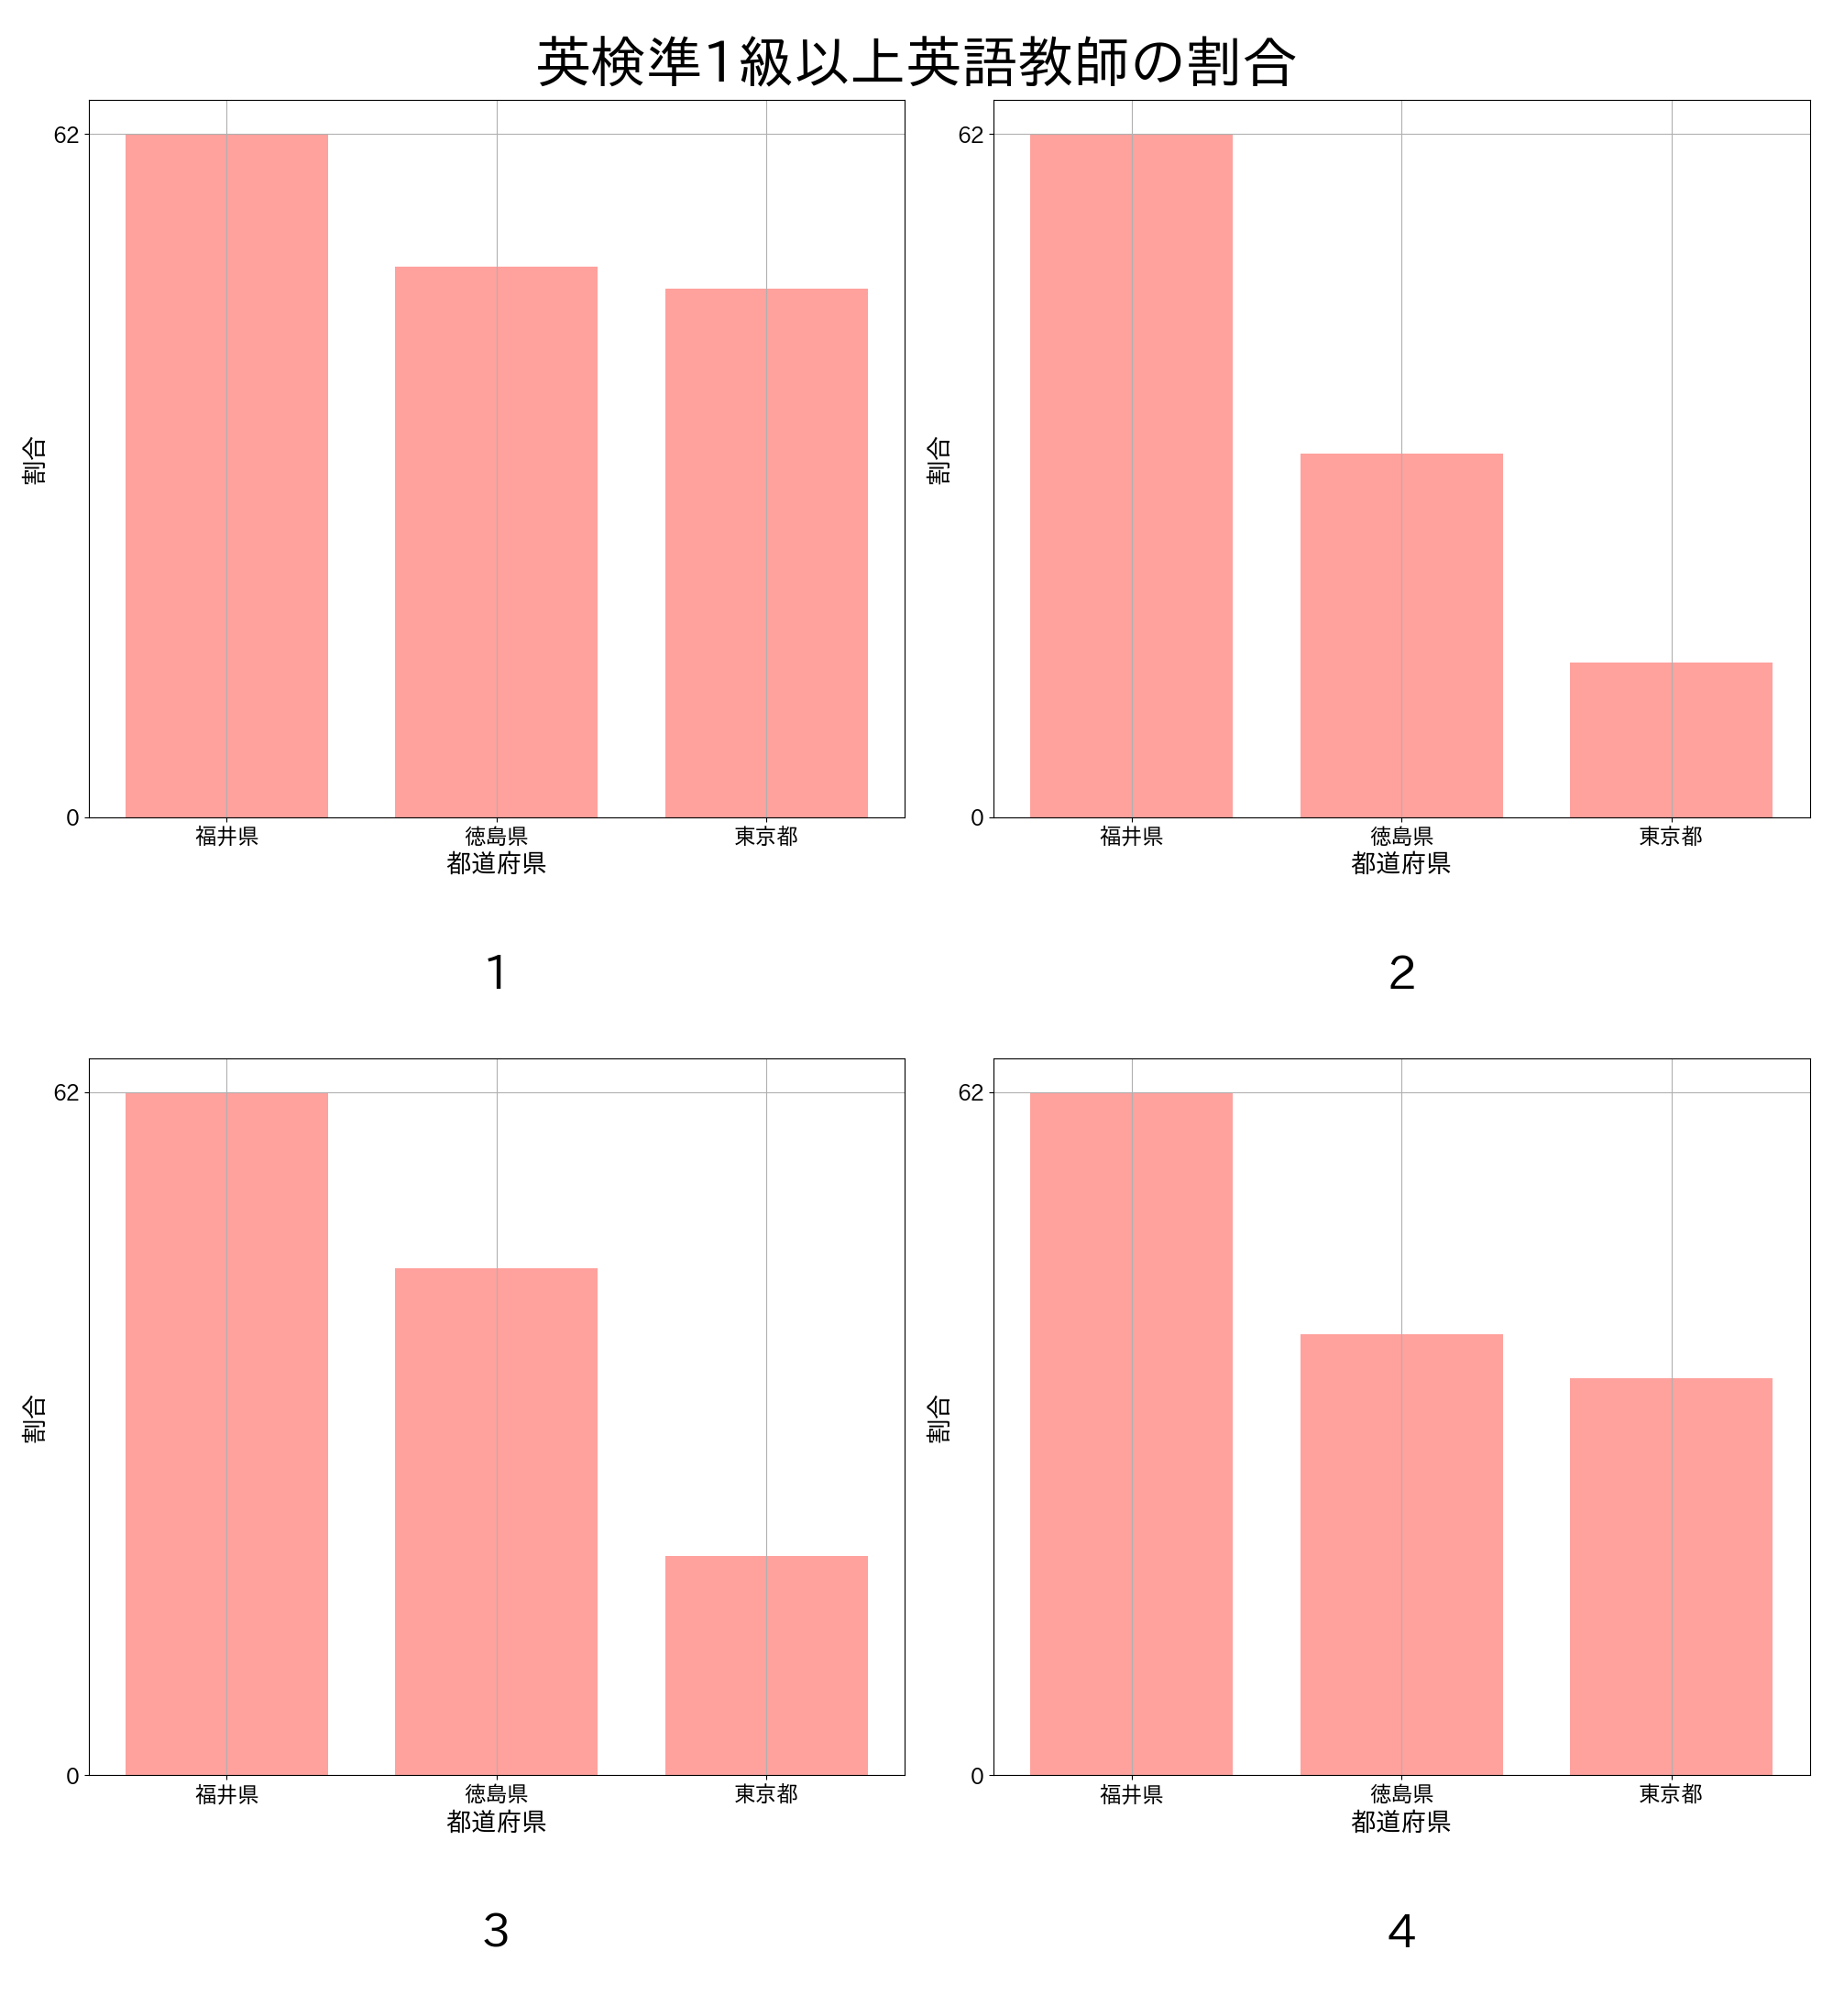 英検準1級以上英語教師の割合
62
0
割合
福井県 徳島県 東京都
都道府県
1
62
0
割合
福井県 徳島県 東京都
都道府県
2
62
0
割合
福井県 徳島県 東京都
都道府県
3
62
0
割合
福井県 徳島県 東京都
都道府県
4